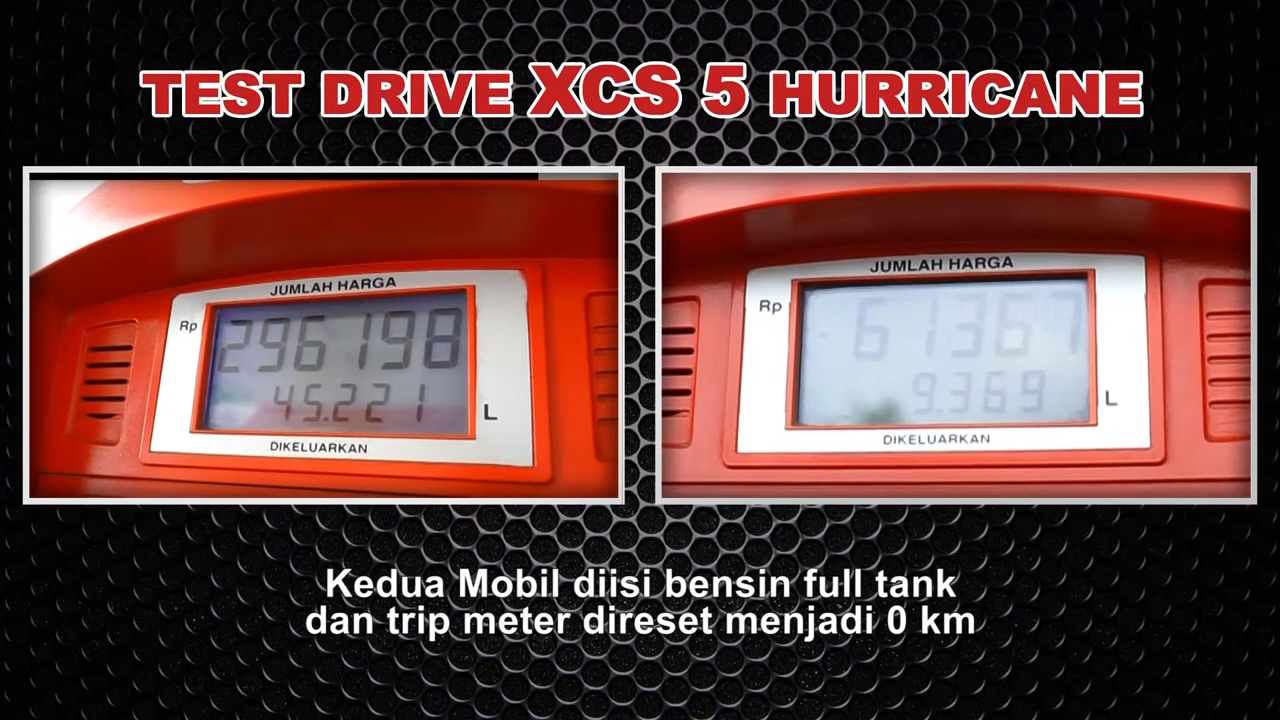 TEST DRIVE XCS 5 HURRICANE
JUMLAH HARGA
Rp
296198
45.221
L
DIKELUARKAN
JUMLAH HARGA
Rp
61367
9.369
L
DIKELUARKAN
Kedua Mobil diisi bensin full tank
dan trip meter direset menjadi 0 km